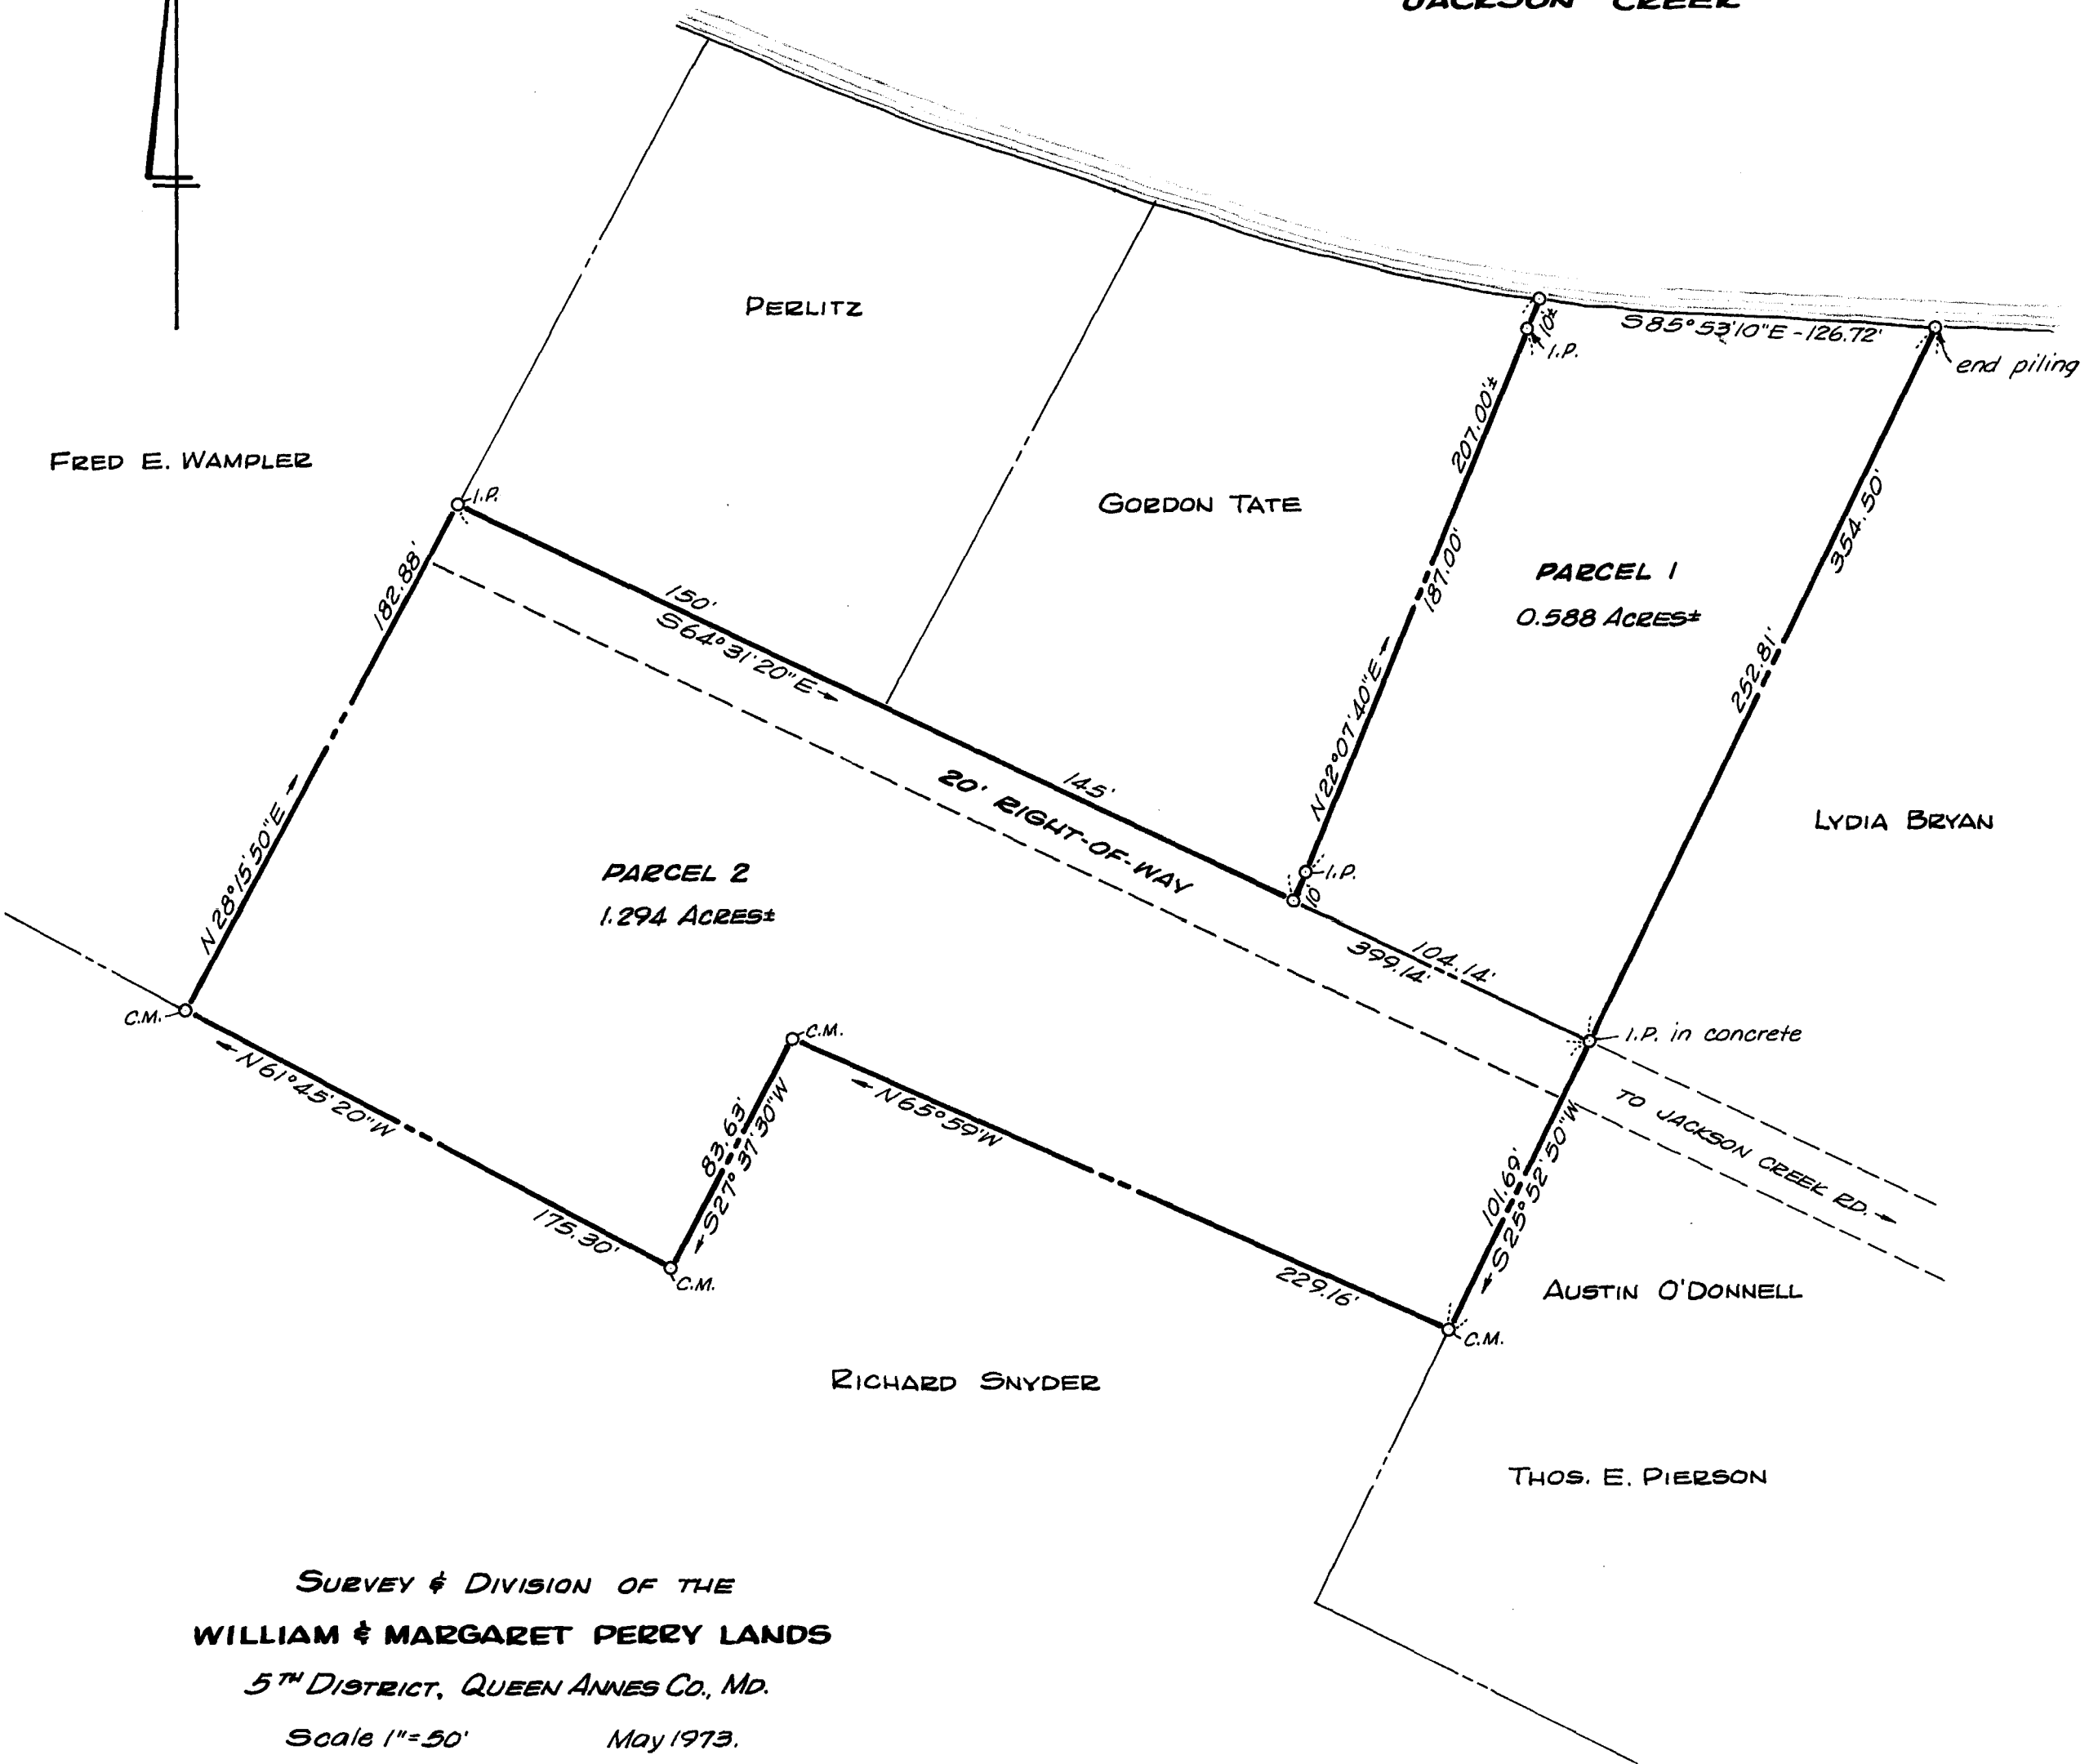 JACKSON CREEK
PERLITZ
S85°53'10"E - 126.72'
10'±
I.P.
end piling
207.00'±
FRED E. WAMPLER
I.P.
GORDON TATE
354.50'
182.88'
187.00'
PARCEL 1
0.588 ACRES±
150'
S64°31'20"E
252.81'
N22°07'40"E
145'
20' RIGHT-OF-WAY
LYDIA BRYAN
N28°15'50"E
PARCEL 2
1.294 ACRES±
I.P.
10'
104.14'
399.14'
C.M.
C.M.
I.P. in concrete
N61°45'20"W
N65°59'W
TO JACKSON CREEK RD.
83.63'
S27°37'30"W
101.69'
S25°52'50"W
175.30'
C.M.
229.16'
AUSTIN O'DONNELL
C.M.
RICHARD SNYDER
THOS. E. PIERSON
SURVEY & DIVISION OF THE
WILLIAM & MARGARET PERRY LANDS
5TH DISTRICT, QUEEN ANNES CO., MD.
Scale 1"=50' May 1973.